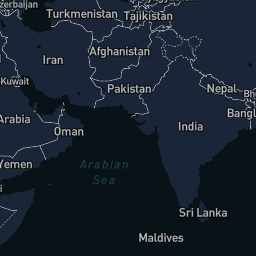 zerbaijan
Turkmenistan
Tajikistan
Afghanistan
Iran
Kuwait
Pakistan
Nepal
Bh
Bangl
Arabia
Oman
India
Yemen
Arabian
Sea
i
Sri Lanka
Maldives